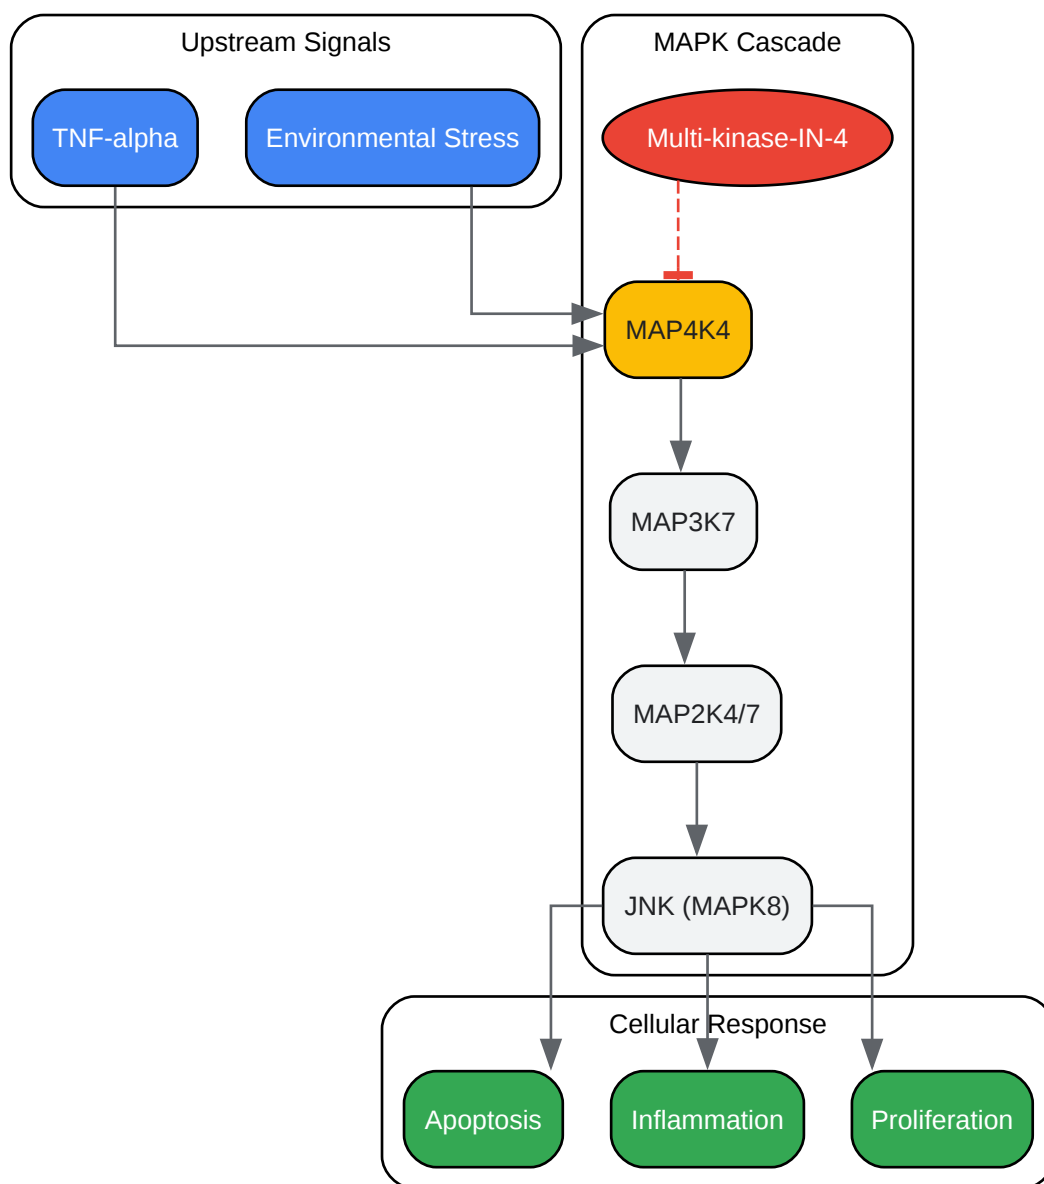 Upstream Signals
MAPK Cascade
TNF-alpha
Environmental Stress
Multi-kinase-IN-4
MAP4K4
MAP3K7
MAP2K4/7
JNK (MAPK8)
Cellular Response
Apoptosis
Inflammation
Proliferation